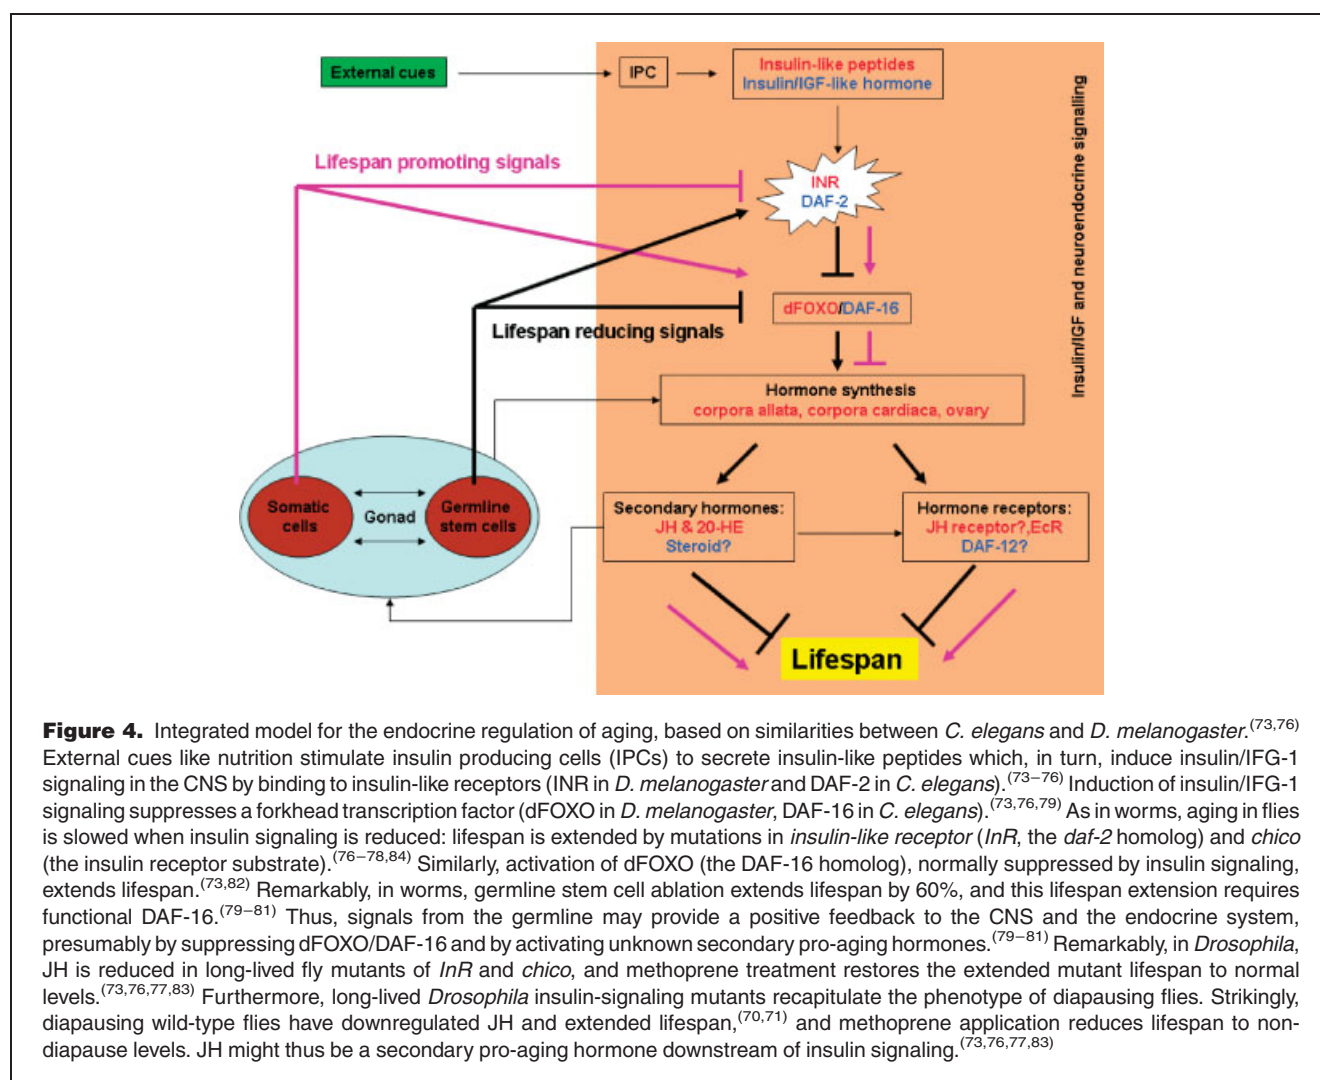 External cues
IPC
Insulin-like peptides
Insulin/IGF-like hormone
Insulin/IGF and neuroendocrine signalling
Lifespan promoting signals
INR
DAF-2
dFOXO/DAF-16
Lifespan reducing signals
Hormone synthesis
corpora allata, corpora cardiaca, ovary
Somatic
cells
Gonad
Germline
stem cells
Secondary hormones:
JH & 20-HE
Steroid?
Hormone receptors:
JH receptor?,EcR
DAF-12?
Lifespan
Figure 4. Integrated model for the endocrine regulation of aging, based on similarities between C. elegans and D. melanogaster.(73,76)
External cues like nutrition stimulate insulin producing cells (IPCs) to secrete insulin-like peptides which, in turn, induce insulin/IFG-1
signaling in the CNS by binding to insulin-like receptors (INR in D. melanogaster and DAF-2 in C. elegans).(73–76) Induction of insulin/IFG-1
signaling suppresses a forkhead transcription factor (dFOXO in D. melanogaster, DAF-16 in C. elegans).(73,76,79) As in worms, aging in flies
is slowed when insulin signaling is reduced: lifespan is extended by mutations in insulin-like receptor (InR, the daf-2 homolog) and chico
(the insulin receptor substrate).(76–78,84) Similarly, activation of dFOXO (the DAF-16 homolog), normally suppressed by insulin signaling,
extends lifespan.(73,82) Remarkably, in worms, germline stem cell ablation extends lifespan by 60%, and this lifespan extension requires
functional DAF-16.(79–81) Thus, signals from the germline may provide a positive feedback to the CNS and the endocrine system,
presumably by suppressing dFOXO/DAF-16 and by activating unknown secondary pro-aging hormones.(79–81) Remarkably, in Drosophila,
JH is reduced in long-lived fly mutants of InR and chico, and methoprene treatment restores the extended mutant lifespan to normal
levels.(73,76,77,83) Furthermore, long-lived Drosophila insulin-signaling mutants recapitulate the phenotype of diapausing flies. Strikingly,
diapausing wild-type flies have downregulated JH and extended lifespan,(70,71) and methoprene application reduces lifespan to non-
diapause levels. JH might thus be a secondary pro-aging hormone downstream of insulin signaling.(73,76,77,83)